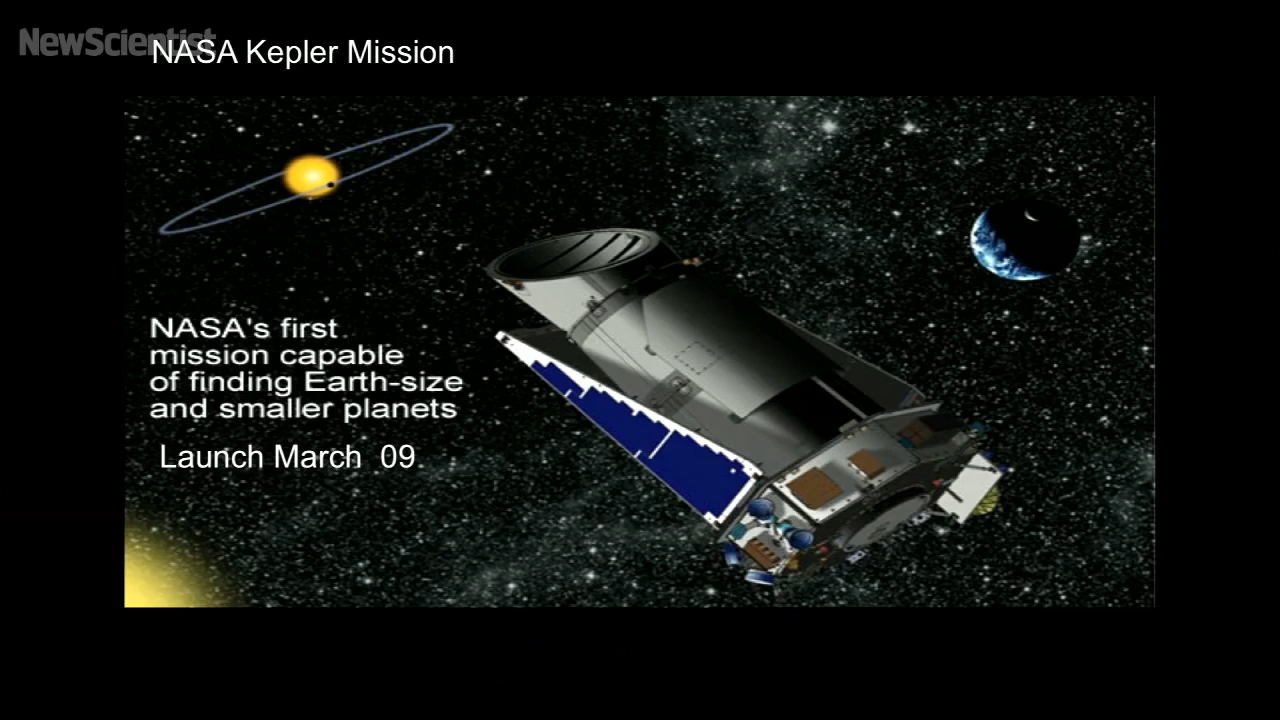 NewScientist
NASA Kepler Mission
NASA's first
mission capable
of finding Earth-size
and smaller planets
Launch March  09